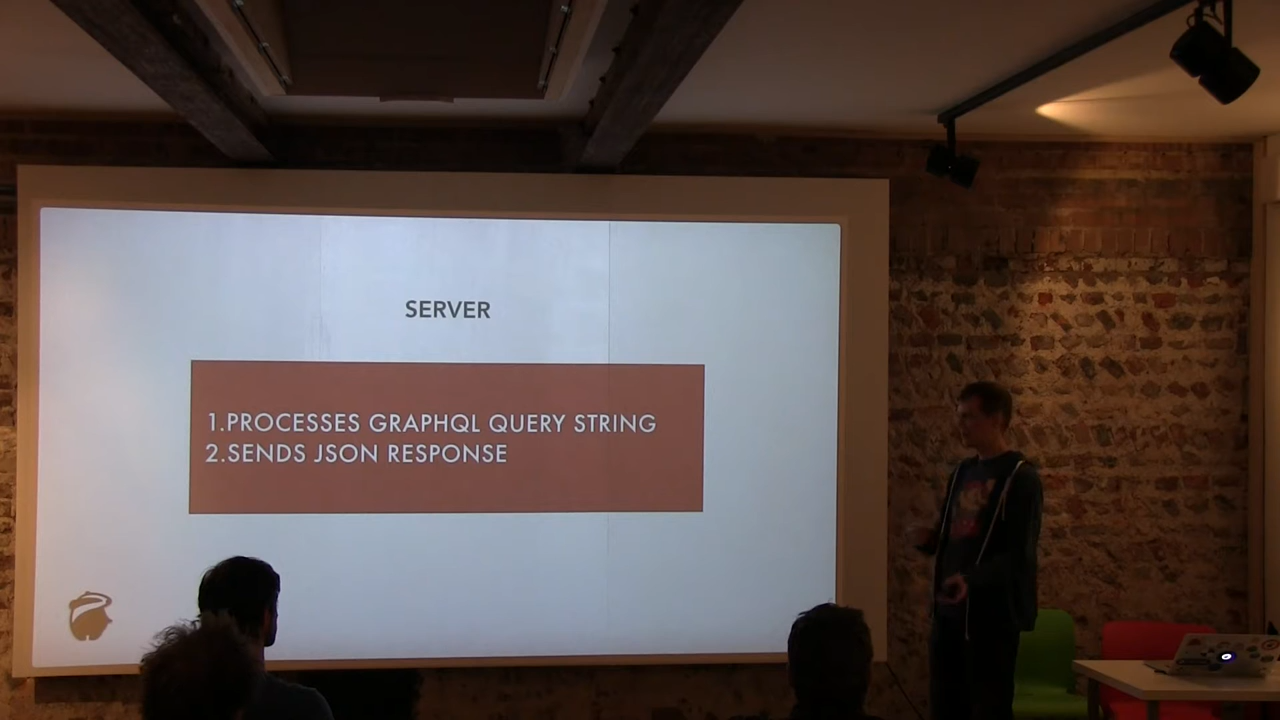 SERVER
1.PROCESSES GRAPHQL QUERY STRING
2.SENDS JSON RESPONSE